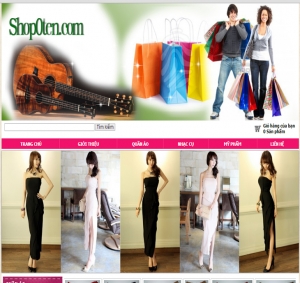 Shop0ten.com
Tìm kiếm
Giỏ hàng của bạn
0 Sản phẩm
TRANG CHỦ GIỚI THIỆU QUẦN ÁO NHẠC CỤ MỸ PHẨM LIÊN HỆ